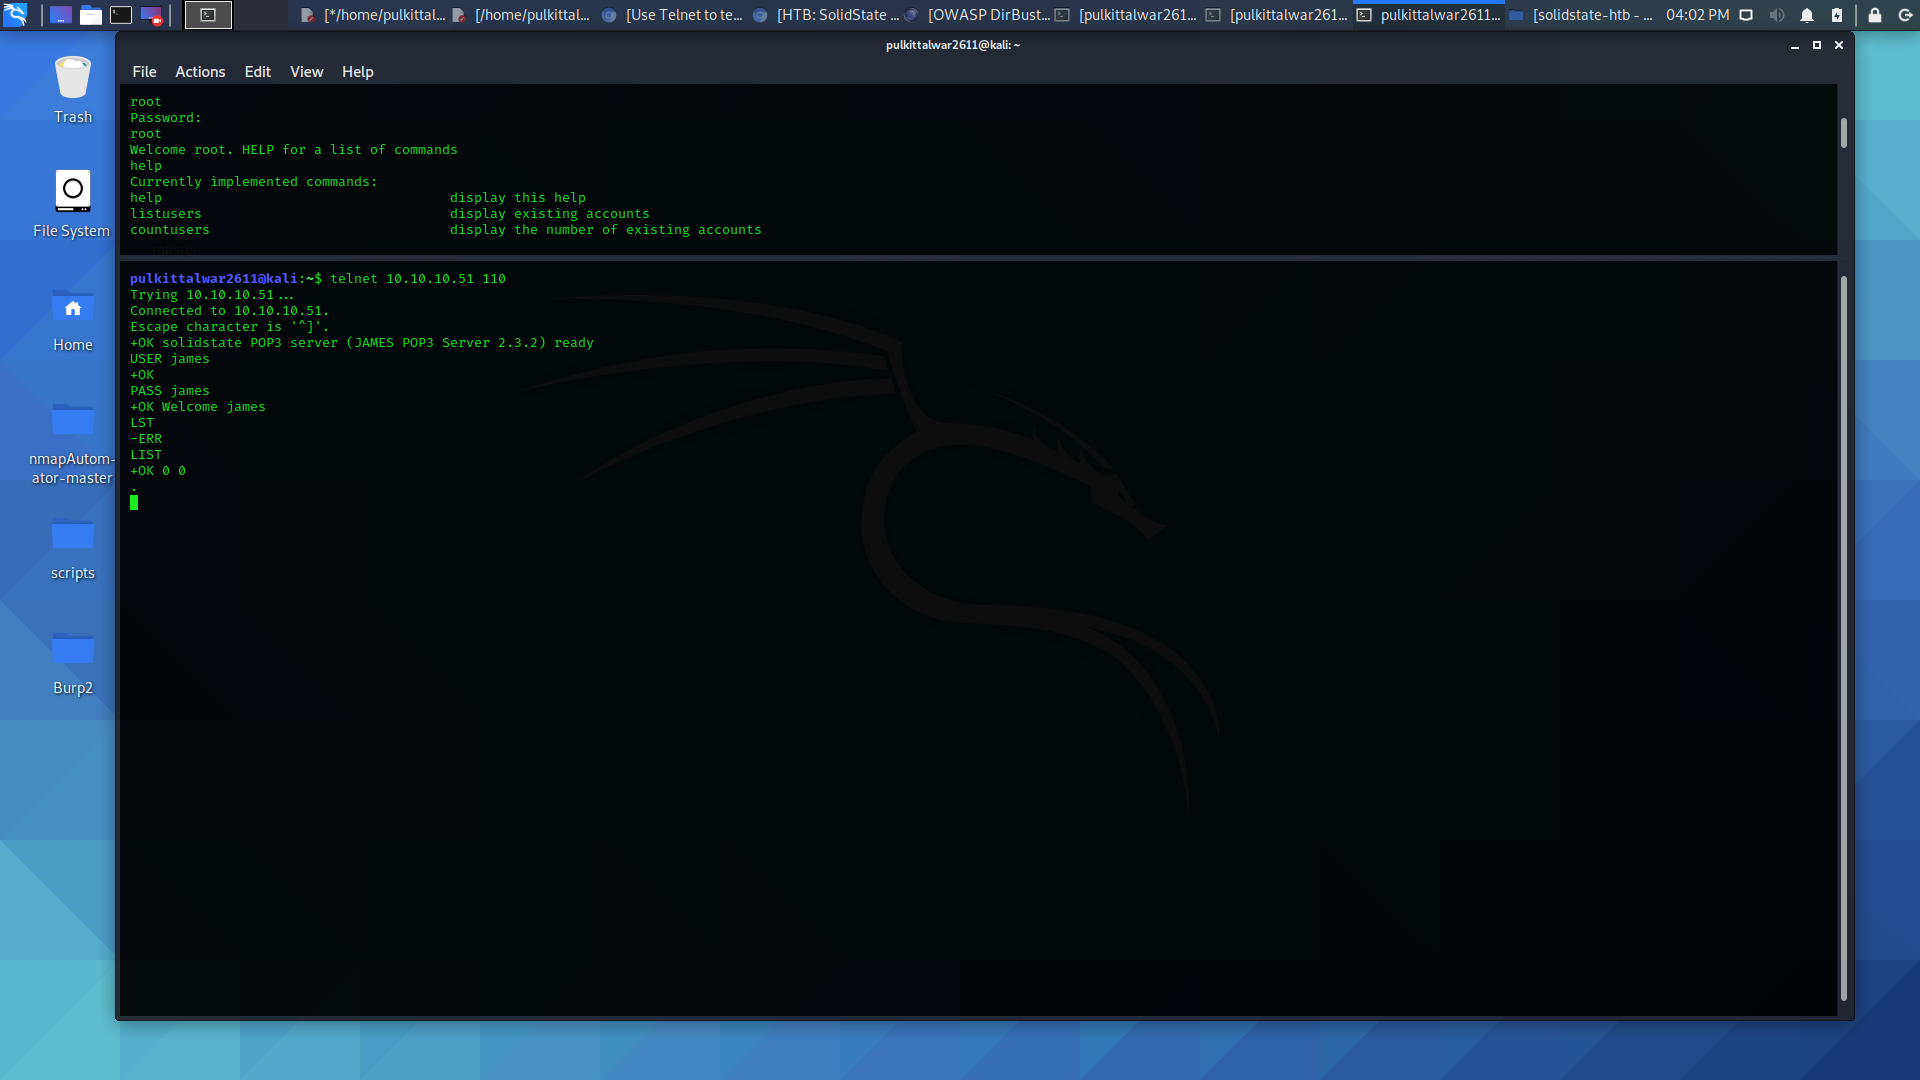 [*/home/pulkittal... [/home/pulkittal... [Use Telnet to te... [HTB: SolidState ... [OWASP DirBust... [pulkittalwar261... [pulkittalwar261... pulkittalwar2611... [solidstate-htb - ... 04:02 PM
pulkittalwar2611@kali: ~
File Actions Edit View Help
Trash
File System
Home
nmapAutom-
ator-master
scripts
Burp2
root
Password:
root
Welcome root. HELP for a list of commands
help
Currently implemented commands:
help display this help
listusers display existing accounts
countusers display the number of existing accounts
pulkittalwar2611@kali:~$ telnet 10.10.10.51 110
Trying 10.10.10.51...
Connected to 10.10.10.51.
Escape character is '^]'.
+OK solidstate POP3 server (JAMES POP3 Server 2.3.2) ready
USER james
+OK
PASS james
+OK Welcome james
LST
-ERR
LIST
+OK 0 0
.